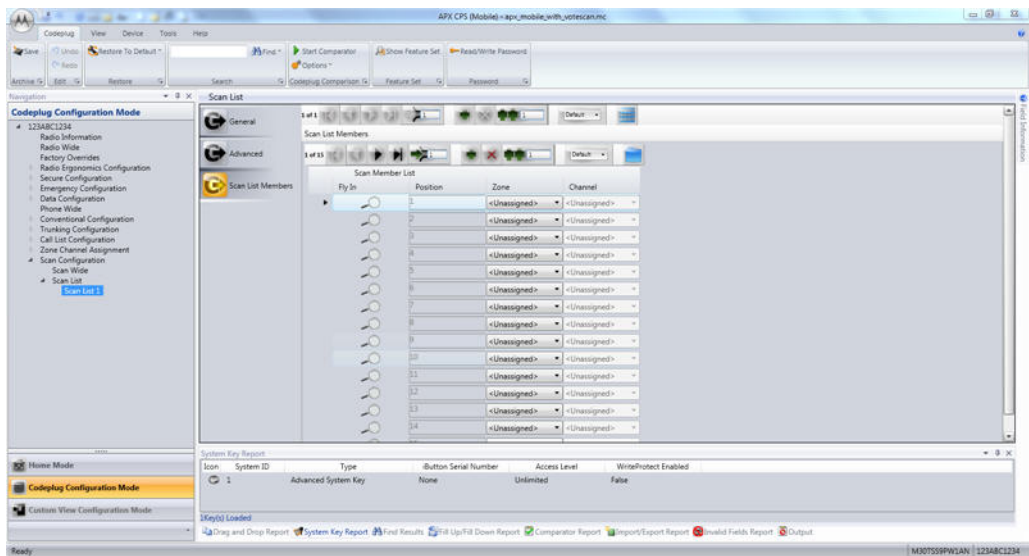 APX CPS (Mobile) - apx_mobile_with_votescan.mc
Codeplug View Device Tools Help
Save Undo Restore To Default Find Start Comparator Show Feature Set Read/Write Password
Redo Options
Archive Edit Restore Search Codeplug Comparison Feature Set Password
Navigation Scan List
Codeplug Configuration Mode
123ABC1234
Radio Information
Radio Wide
Factory Overrides
Radio Ergonomics Configuration
Secure Configuration
Emergency Configuration
Data Configuration
Phone Wide
Conventional Configuration
Trunking Configuration
Call List Configuration
Zone Channel Assignment
Scan Configuration
Scan Wide
Scan List
Scan List 1
Home Mode
Codeplug Configuration Mode
Custom View Configuration Mode
General
Advanced
Scan List Members
1 of 1 1 1 Default
Scan List Members
1 of 15 1 1 Default
Scan Member List
Fly In Position Zone Channel
1 <Unassigned> <Unassigned>
2 <Unassigned> <Unassigned>
3 <Unassigned> <Unassigned>
4 <Unassigned> <Unassigned>
5 <Unassigned> <Unassigned>
6 <Unassigned> <Unassigned>
7 <Unassigned> <Unassigned>
8 <Unassigned> <Unassigned>
9 <Unassigned> <Unassigned>
10 <Unassigned> <Unassigned>
11 <Unassigned> <Unassigned>
12 <Unassigned> <Unassigned>
13 <Unassigned> <Unassigned>
14 <Unassigned> <Unassigned>
Field Information
System Key Report
Icon System ID Type iButton Serial Number Access Level WriteProtect Enabled
1 Advanced System Key None Unlimited False
1Key(s) Loaded
Drag and Drop Report System Key Report Find Results Fill Up/Fill Down Report Comparator Report Import/Export Report Invalid Fields Report Output
Ready M30TSS9PW1AN 123ABC1234